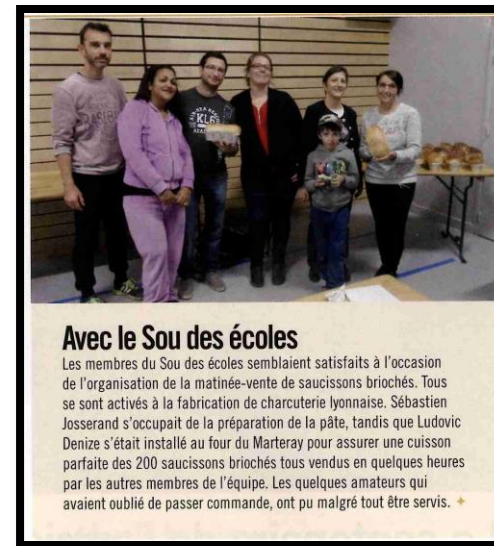 KLG
Avec le Sou des écoles
Les membres du Sou des écoles semblaient satisfaits à l'occasion
de l'organisation de la matinée-vente de saucissons briochés. Tous
se sont activés à la fabrication de charcuterie lyonnaise. Sébastien
Josserand s'occupait de la préparation de la pâte, tandis que Ludovic
Denize s'était installé au four du Marteray pour assurer une cuisson
parfaite des 200 saucissons briochés tous vendus en quelques heures
par les autres membres de l'équipe. Les quelques amateurs qui
avaient oublié de passer commande, ont pu malgré tout être servis.